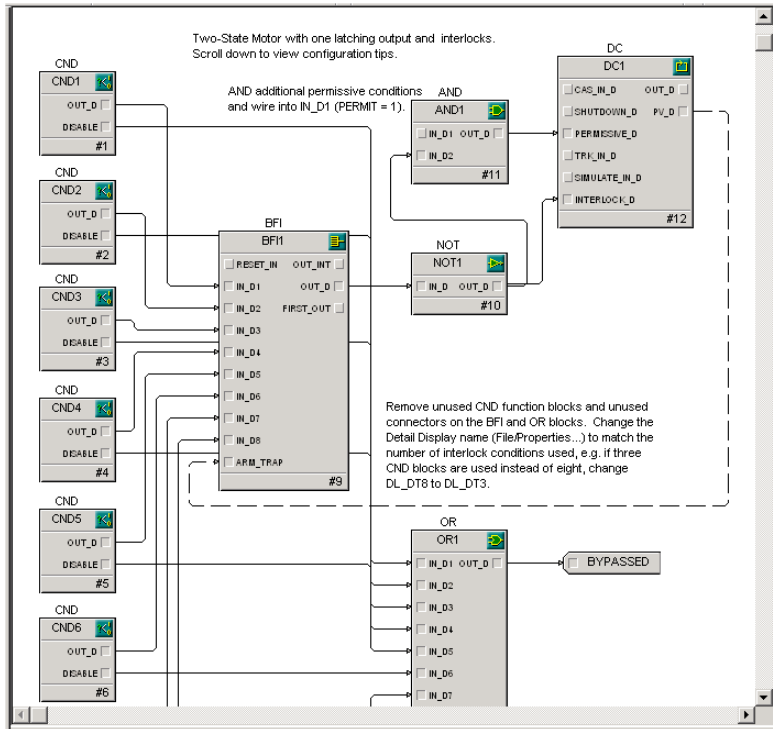 Two-State Motor with one latching output and interlocks.
Scroll down to view configuration tips.
CND
CND1
OUT_D
DISABLE
#1
AND additional permissive conditions
and wire into IN_D1 (PERMIT = 1).
AND
AND1
IN_D1 OUT_D
IN_D2
#11
DC
DC1
CAS_IN_D OUT_D
SHUTDOWN_D PV_D
PERMISSIVE_D
TRK_IN_D
SIMULATE_IN_D
INTERLOCK_D
#12
CND
CND2
OUT_D
DISABLE
#2
BFI
BFI1
RESET_IN OUT_INT
IN_D1 OUT_D
IN_D2 FIRST_OUT
IN_D3
IN_D4
IN_D5
IN_D6
IN_D7
IN_D8
ARM_TRAP
#9
NOT
NOT1
IN_D OUT_D
#10
CND
CND3
OUT_D
DISABLE
#3
CND
CND4
OUT_D
DISABLE
#4
Remove unused CND function blocks and unused
connectors on the BFI and OR blocks. Change the
Detail Display name (File/Properties...) to match the
number of interlock conditions used, e.g. if three
CND blocks are used instead of eight, change
DL_DT8 to DL_DT3.
CND
CND5
OUT_D
DISABLE
#5
OR
OR1
IN_D1 OUT_D
IN_D2
IN_D3
IN_D4
IN_D5
IN_D6
IN_D7
BYPASSED
CND
CND6
OUT_D
DISABLE
#6